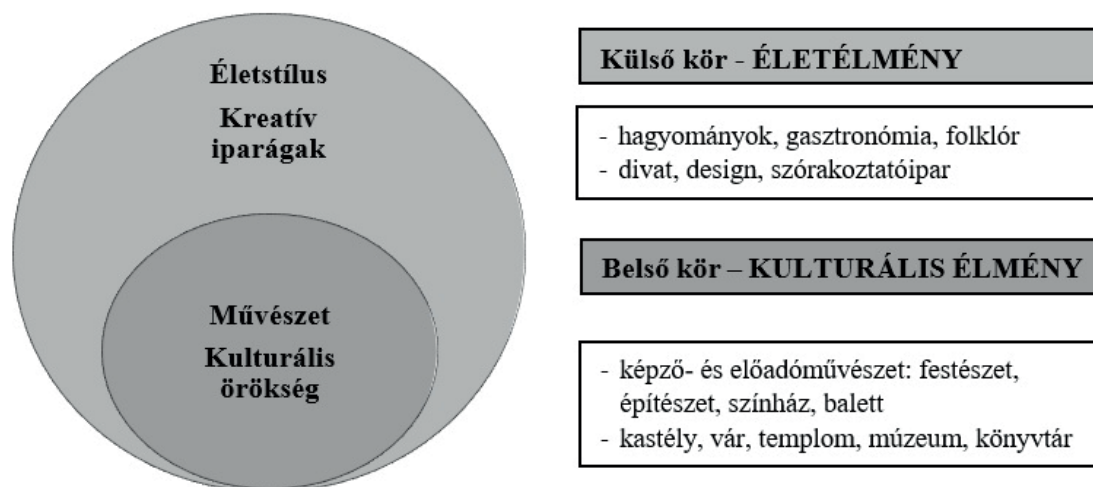 Életstílus
Kreatív
iparágak
Művészet
Kulturális
örökség
Külső kör - ÉLETÉLMÉNY
- hagyományok, gasztronómia, folklór
- divat, design, szórakoztatóipar
Belső kör – KULTURÁLIS ÉLMÉNY
- képző- és előadóművészet: festészet,
építészet, színház, balett
- kastély, vár, templom, múzeum, könyvtár